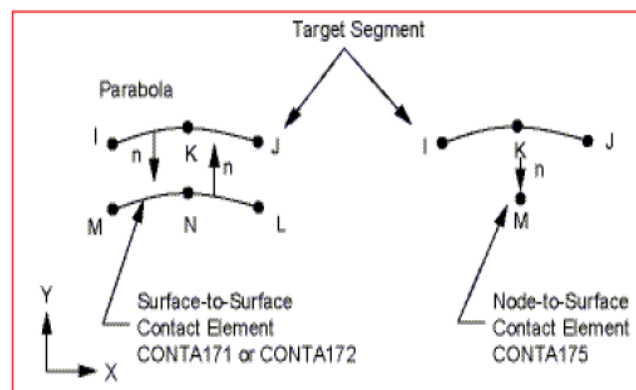 Target Segment
Parabola
I
K
J
n
n
M
N
L
I
K
J
n
M
Y
X
Surface-to-Surface
Contact Element
CONTA171 or CONTA172
Node-to-Surface
Contact Element
CONTA175